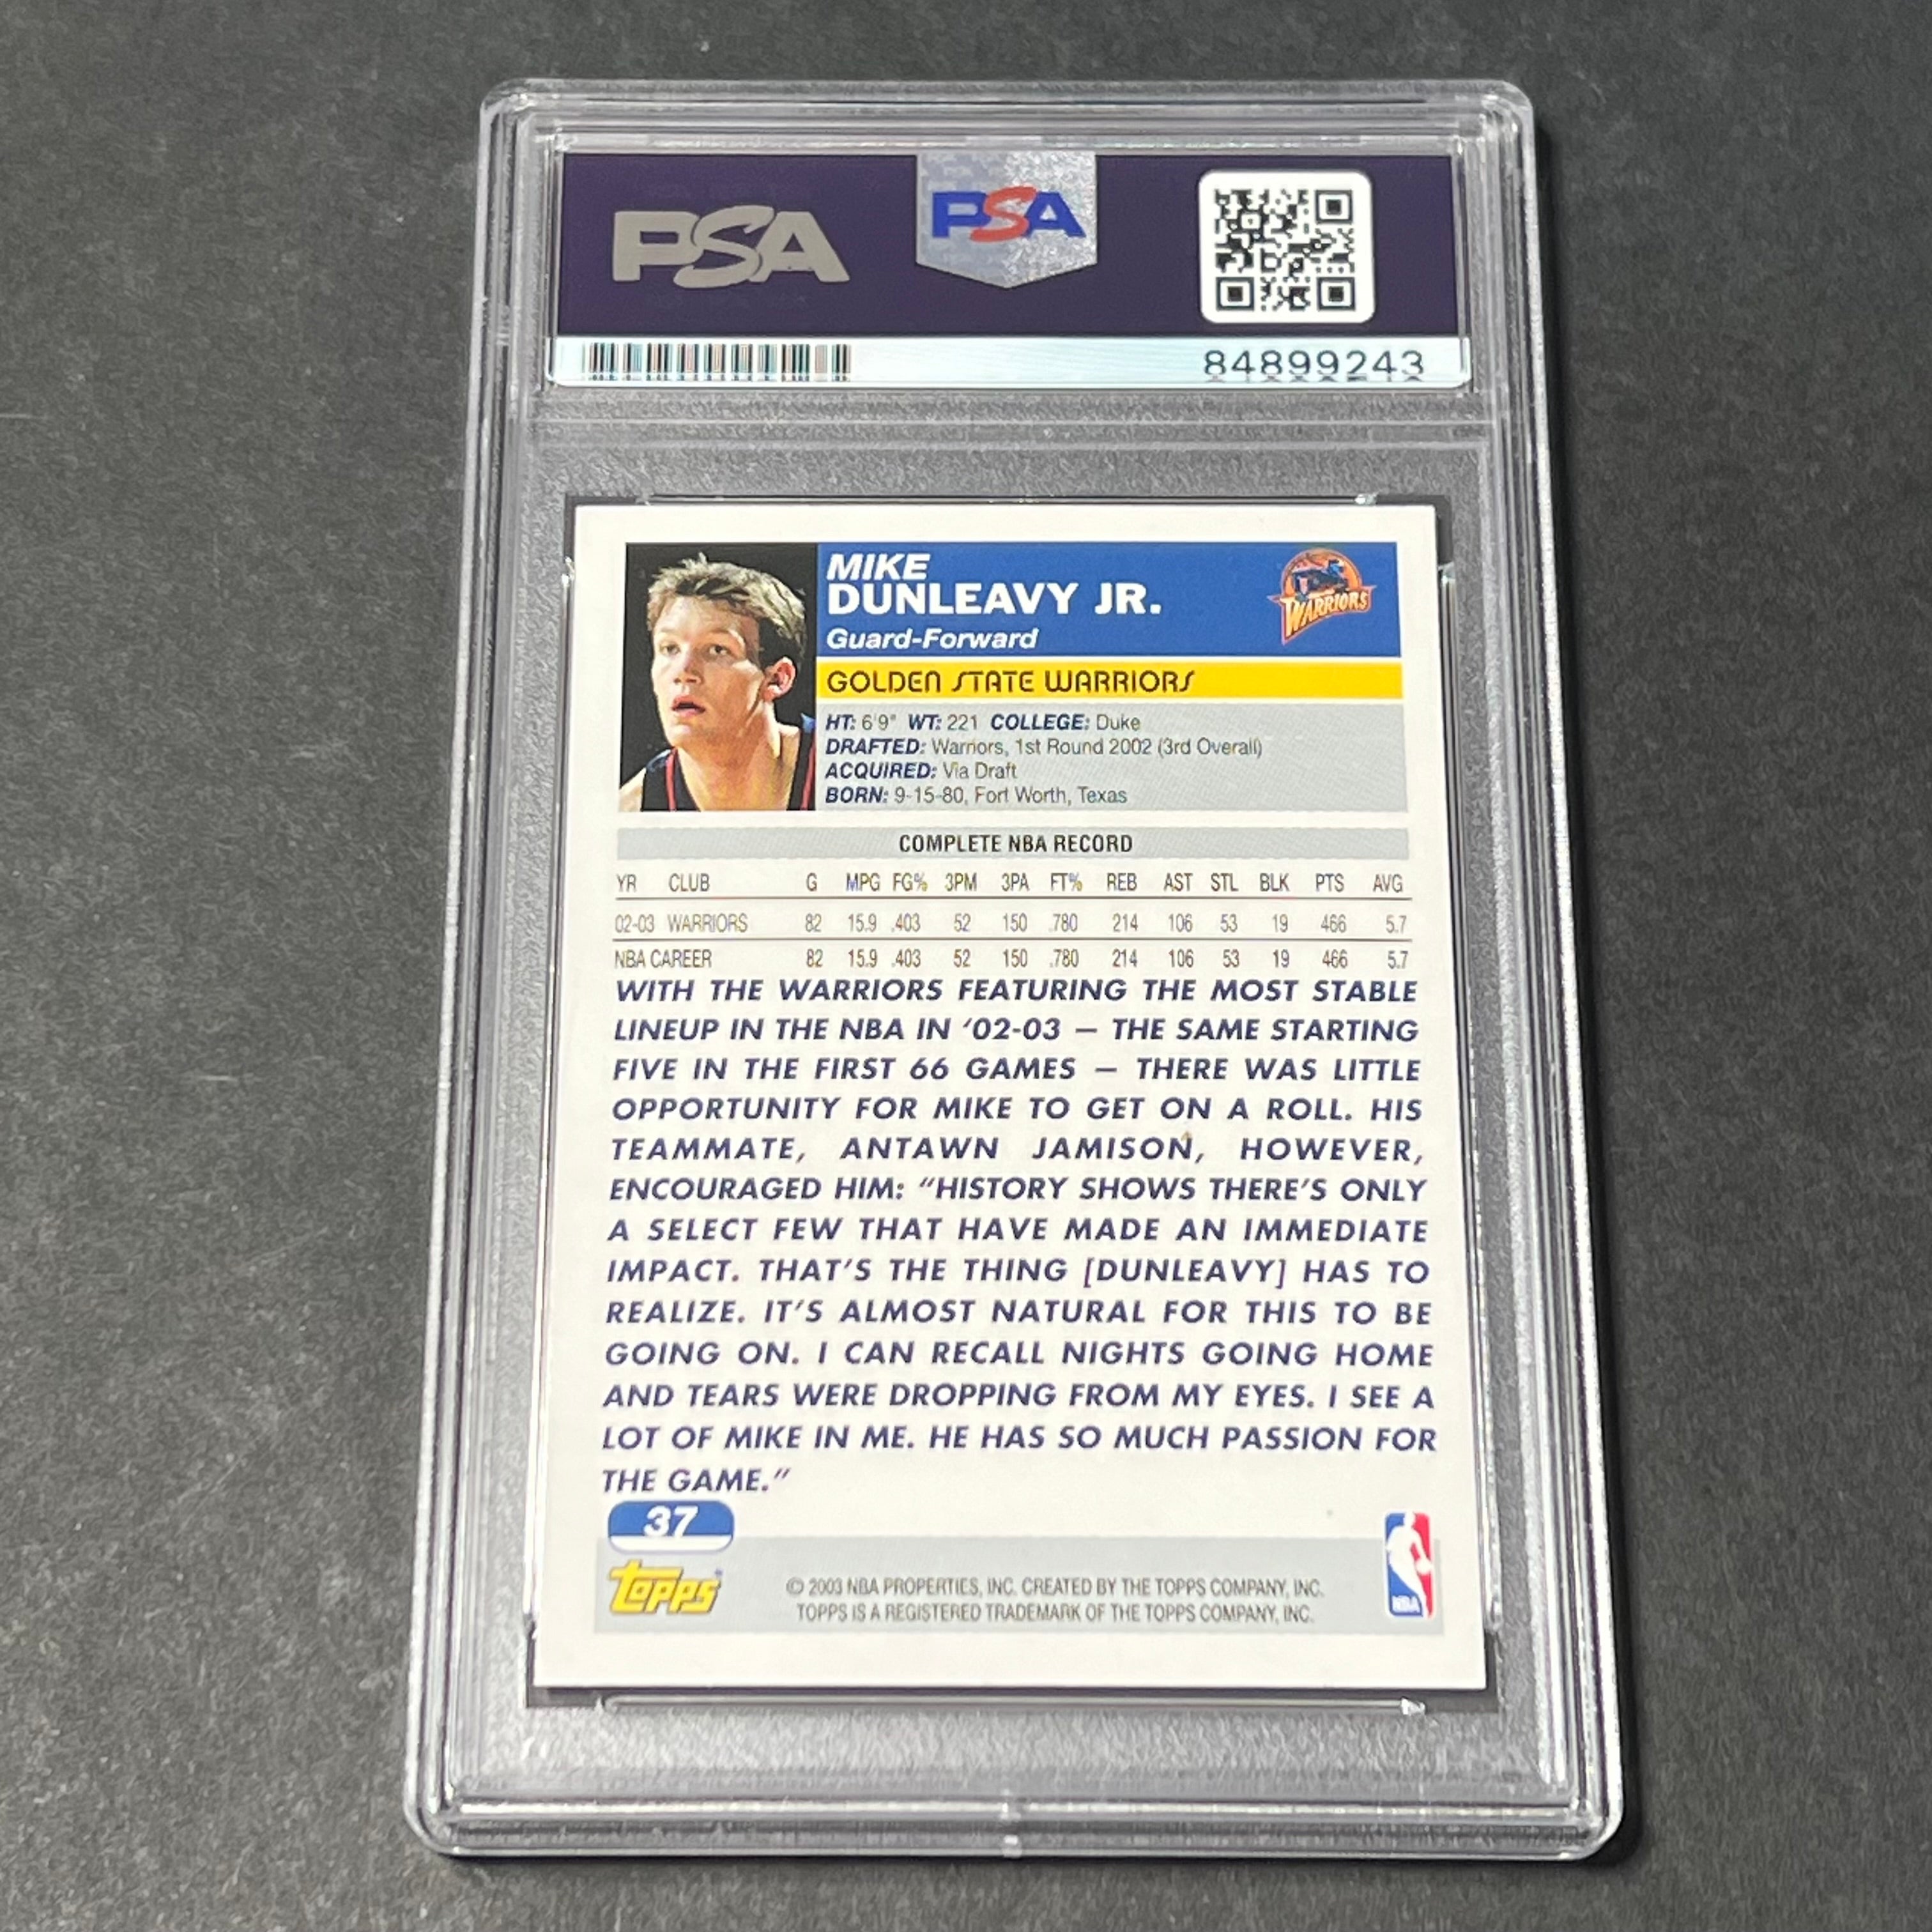 PSA
PSA
84899243
MIKE
DUNLEAVY JR.
Guard-Forward
WARRIORS
GOLDEN STATE WARRIORS
HT: 6'9" WT: 221 COLLEGE: Duke
DRAFTED: Warriors, 1st Round 2002 (3rd Overall)
ACQUIRED: Via Draft
BORN: 9-15-80, Fort Worth, Texas
COMPLETE NBA RECORD
YR CLUB G MPG FG% 3PM 3PA FT% REB AST STL BLK PTS AVG
02-03 WARRIORS 82 15.9 .403 52 150 .780 214 106 53 19 466 5.7
NBA CAREER 82 15.9 .403 52 150 .780 214 106 53 19 466 5.7
WITH THE WARRIORS FEATURING THE MOST STABLE
LINEUP IN THE NBA IN '02-03 — THE SAME STARTING
FIVE IN THE FIRST 66 GAMES — THERE WAS LITTLE
OPPORTUNITY FOR MIKE TO GET ON A ROLL. HIS
TEAMMATE, ANTAWN JAMISON, HOWEVER,
ENCOURAGED HIM: "HISTORY SHOWS THERE'S ONLY
A SELECT FEW THAT HAVE MADE AN IMMEDIATE
IMPACT. THAT'S THE THING [DUNLEAVY] HAS TO
REALIZE. IT'S ALMOST NATURAL FOR THIS TO BE
GOING ON. I CAN RECALL NIGHTS GOING HOME
AND TEARS WERE DROPPING FROM MY EYES. I SEE A
LOT OF MIKE IN ME. HE HAS SO MUCH PASSION FOR
THE GAME."
37
Topps
© 2003 NBA PROPERTIES, INC. CREATED BY THE TOPPS COMPANY, INC.
TOPPS IS A REGISTERED TRADEMARK OF THE TOPPS COMPANY, INC.
NBA